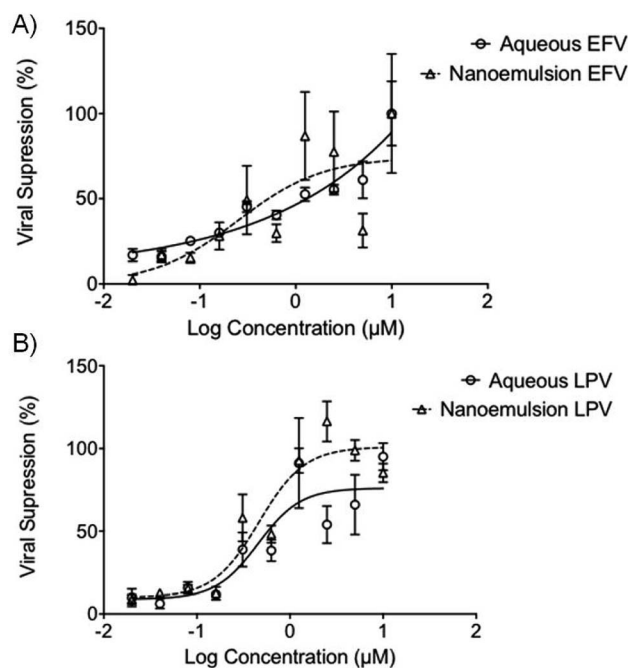 A)
150
100
50
0
Viral Supression (%)
Aqueous EFV
Nanoemulsion EFV
-2
-1
0
1
2
Log Concentration (µM)
B)
150
100
50
0
Viral Supression (%)
Aqueous LPV
Nanoemulsion LPV
-2
-1
0
1
2
Log Concentration (µM)